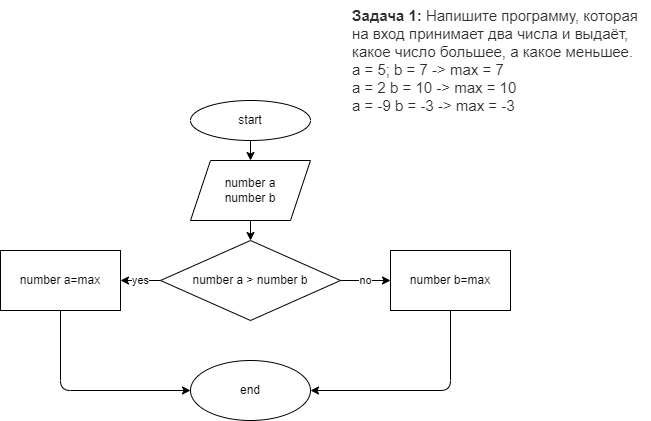 Задача 1: Напишите программу, которая
на вход принимает два числа и выдаёт,
какое число большее, а какое меньшее.
a = 5; b = 7 -> max = 7
a = 2 b = 10 -> max = 10
a = -9 b = -3 -> max = -3
start
number a
number b
number a=max
yes
number a > number b
no
number b=max
end